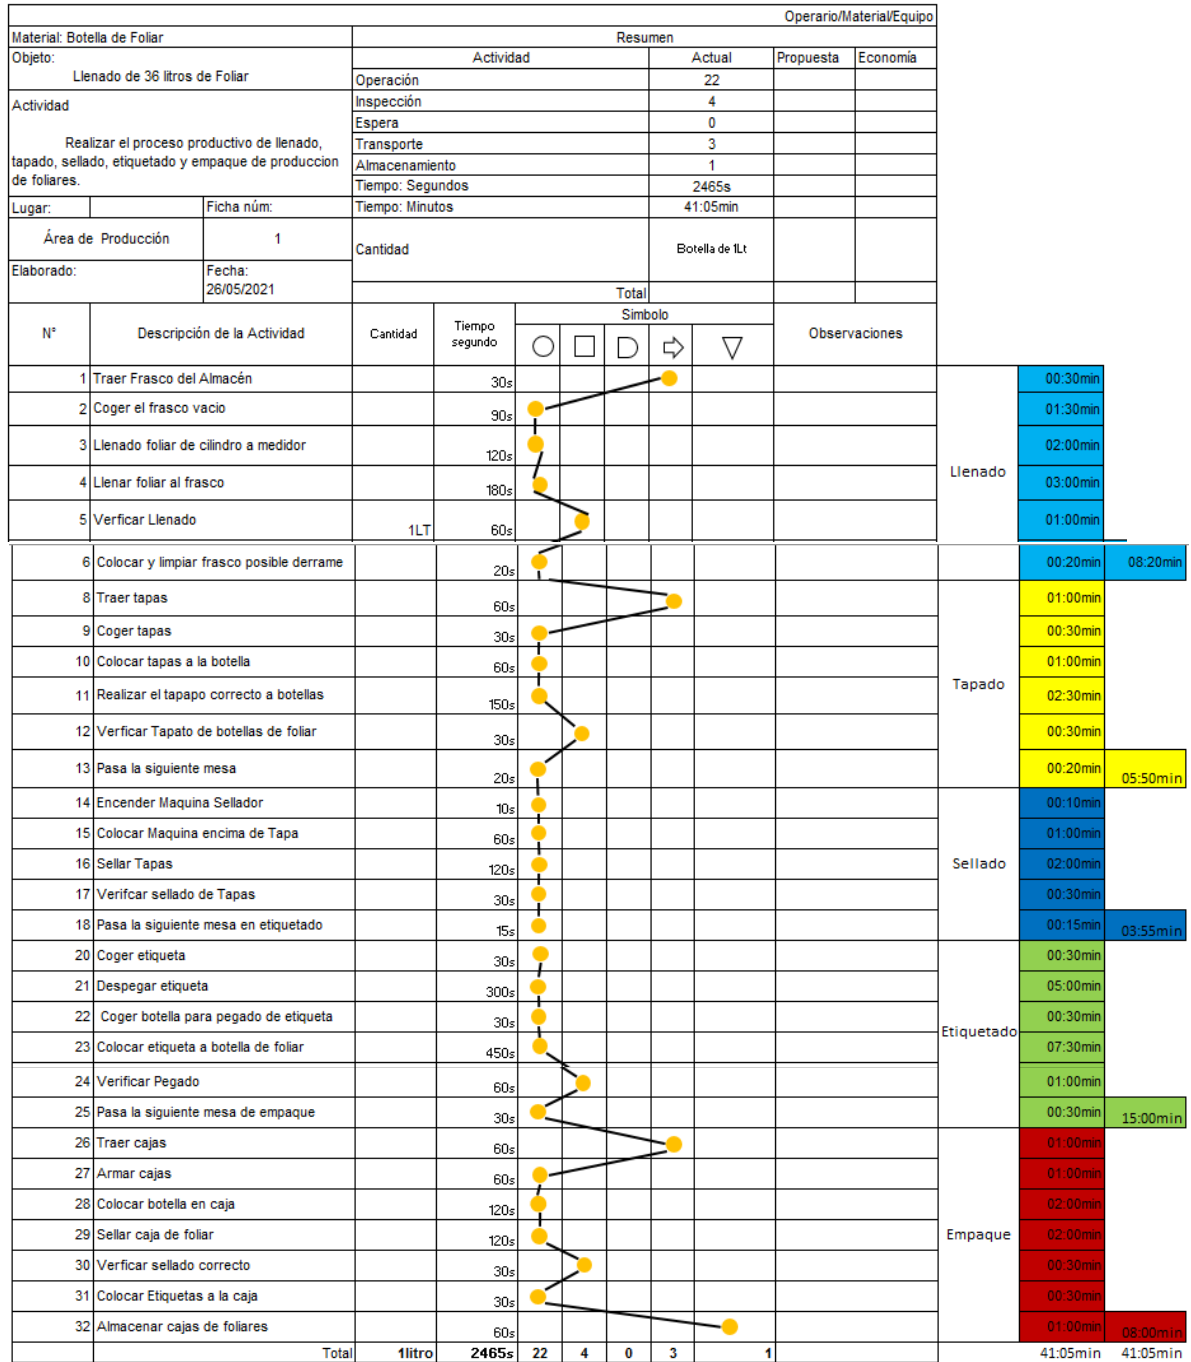 Operario/Material/Equipo
Material: Botella de Foliar Resumen
Objeto: Actividad Actual Propuesta Economía
Llenado de 36 litros de Foliar
Operación 22
Actividad
Inspección 4
Espera 0
Realizar el proceso productivo de llenado,
tapado, sellado, etiquetado y empaque de produccion
de foliares.
Transporte 3
Almacenamiento 1
Tiempo: Segundos 2465s
Lugar: Ficha núm: Tiempo: Minutos 41:05min
Área de Producción 1 Cantidad Botella de 1Lt
Elaborado: Fecha:
26/05/2021
Total
N° Descripción de la Actividad Cantidad Tiempo
segundo
Simbolo
Observaciones
1 Traer Frasco del Almacén 30s 00:30min
2 Coger el frasco vacio 90s 01:30min
3 Llenado foliar de cilindro a medidor 120s 02:00min
Llenado
4 Llenar foliar al frasco 180s 03:00min
5 Verficar Llenado 1LT 60s 01:00min
6 Colocar y limpiar frasco posible derrame 20s 00:20min 08:20min
8 Traer tapas 60s 01:00min
9 Coger tapas 30s 00:30min
10 Colocar tapas a la botella 60s 01:00min
Tapado
11 Realizar el tapapo correcto a botellas 150s 02:30min
12 Verficar Tapato de botellas de foliar 30s 00:30min
13 Pasa la siguiente mesa 20s 00:20min 05:50min
14 Encender Maquina Sellador 10s 00:10min
15 Colocar Maquina encima de Tapa 60s 01:00min
16 Sellar Tapas 120s Sellado 02:00min
17 Verifcar sellado de Tapas 30s 00:30min
18 Pasa la siguiente mesa en etiquetado 15s 00:15min 03:55min
20 Coger etiqueta 30s 00:30min
21 Despegar etiqueta 300s 05:00min
22 Coger botella para pegado de etiqueta 30s 00:30min
Etiquetado
23 Colocar etiqueta a botella de foliar 450s 07:30min
24 Verificar Pegado 60s 01:00min
25 Pasa la siguiente mesa de empaque 30s 00:30min 15:00min
26 Traer cajas 60s 01:00min
27 Armar cajas 60s 01:00min
28 Colocar botella en caja 120s 02:00min
29 Sellar caja de foliar 120s Empaque 02:00min
30 Verficar sellado correcto 30s 00:30min
31 Colocar Etiquetas a la caja 30s 00:30min
32 Almacenar cajas de foliares 60s 01:00min 08:00min
Total 1litro 2465s 22 4 0 3 1 41:05min 41:05min